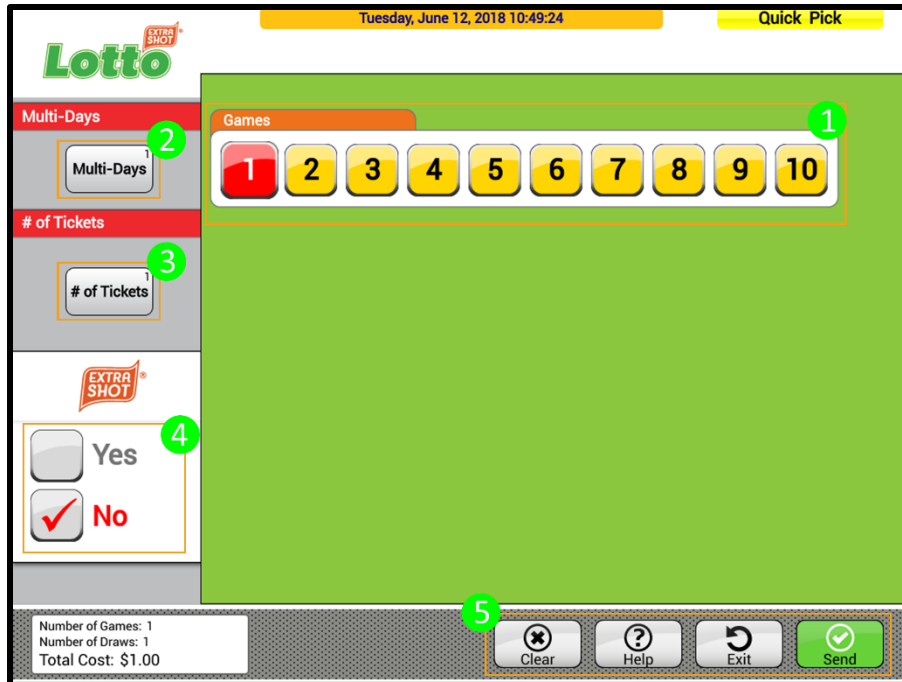 Tuesday, June 12, 2018 10:49:24
Quick Pick
EXTRA
SHOT®
Lotto
Multi-Days
2
Multi-Days 1
# of Tickets
3
# of Tickets 1
EXTRA ®
SHOT
4
Yes
No
Games
1
1 2 3 4 5 6 7 8 9 10
Number of Games: 1
Number of Draws: 1
Total Cost: $1.00
5
Clear
Help
Exit
Send